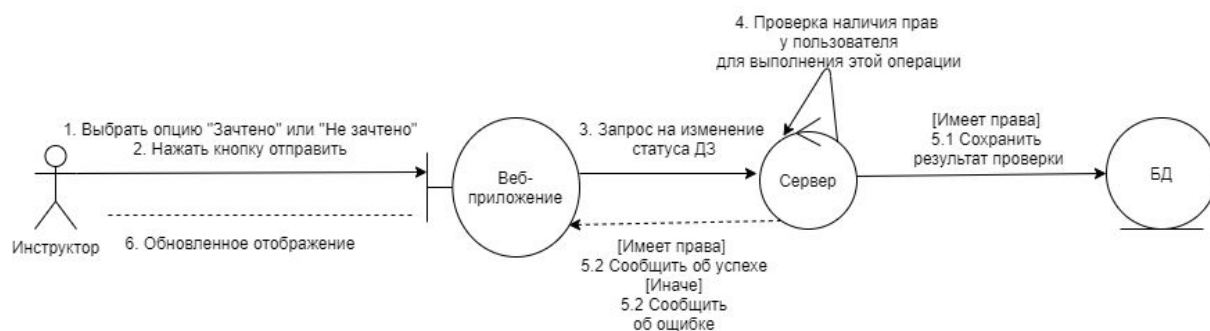 4. Проверка наличия прав
у пользователя
для выполнения этой операции
1. Выбрать опцию "Зачтено" или "Не зачтено"
2. Нажать кнопку отправить
3. Запрос на изменение
статуса ДЗ
[Имеет права]
5.1 Сохранить
результат проверки
Веб-
приложение
Сервер
БД
Инструктор
6. Обновленное отображение
[Имеет права]
5.2 Сообщить об успехе
[Иначе]
5.2 Сообщить
об ошибке